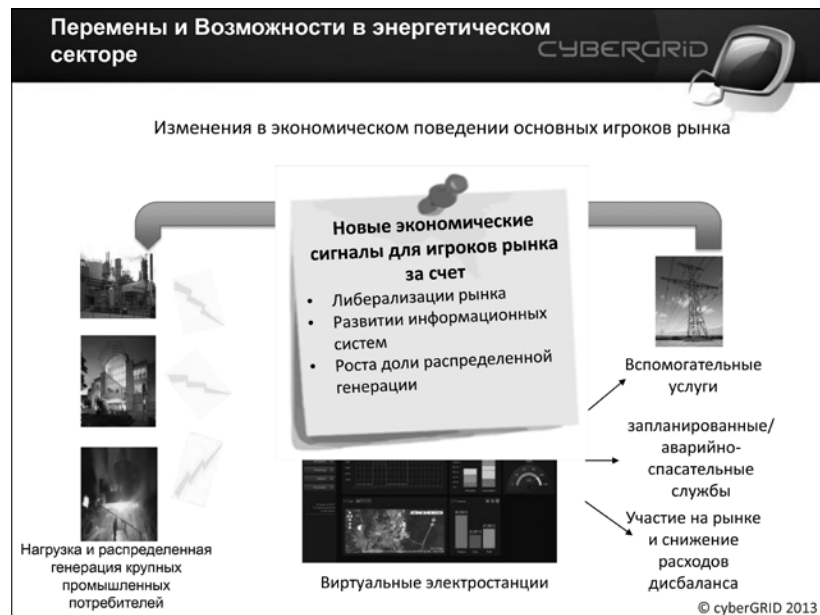 Перемены и Возможности в энергетическом
секторе
CYBERGRID
Изменения в экономическом поведении основных игроков рынка
Новые экономические
сигналы для игроков рынка
за счет
• Либерализации рынка
• Развитии информационных
систем
• Роста доли распределенной
генерации
Нагрузка и распределенная
генерация крупных
промышленных
потребителей
Виртуальные электростанции
Вспомогательные
услуги
запланированные/
аварийно-
спасательные
службы
Участие на рынке
и снижение
расходов
дисбаланса
© cyberGRID 2013